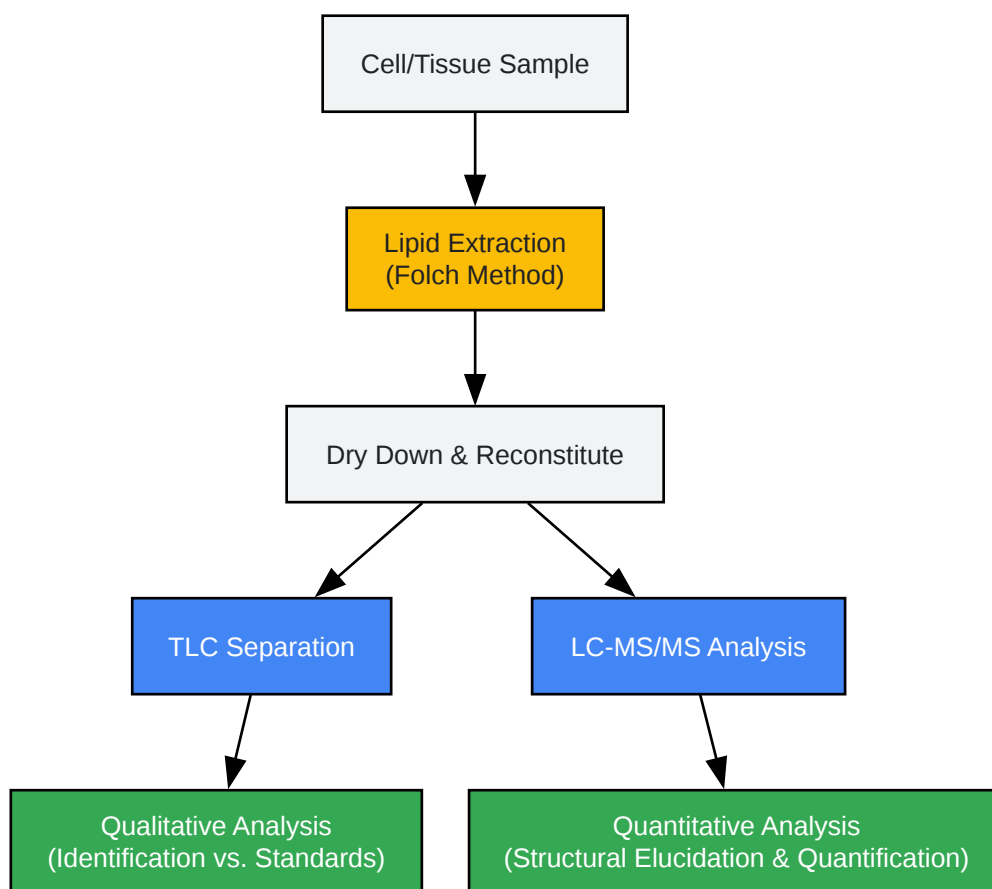 Cell/Tissue Sample
Lipid Extraction
(Folch Method)
Dry Down & Reconstitute
TLC Separation
LC-MS/MS Analysis
Qualitative Analysis
(Identification vs. Standards)
Quantitative Analysis
(Structural Elucidation & Quantification)